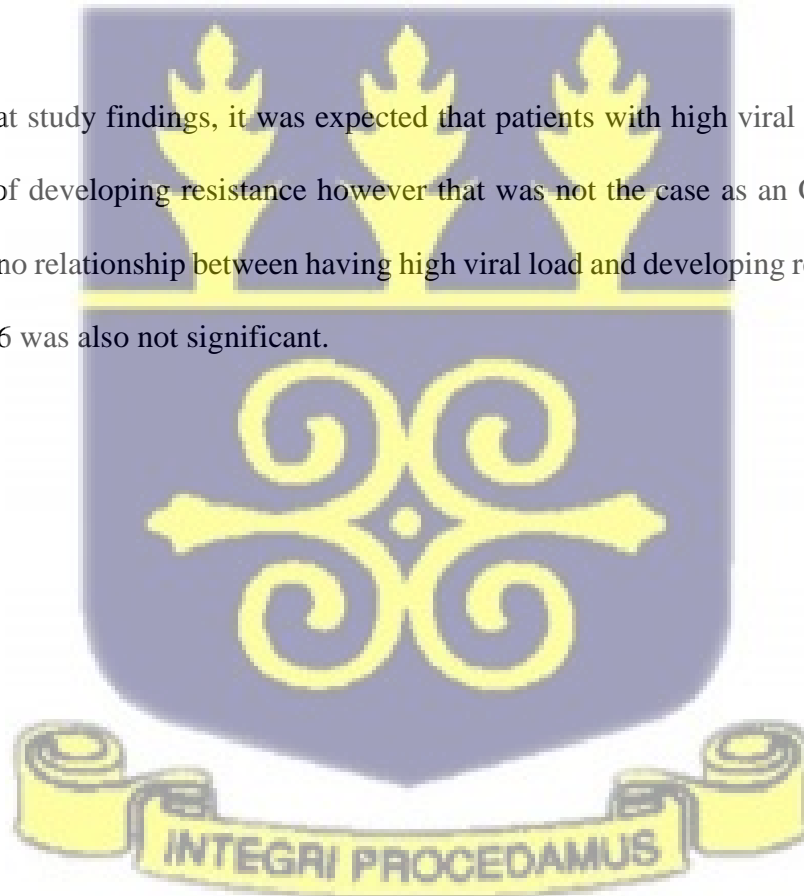 at study findings, it was expected that patients with high viral
of developing resistance however that was not the case as an
no relationship between having high viral load and developing
6 was also not significant.
INTEGRI PROCEDAMUS